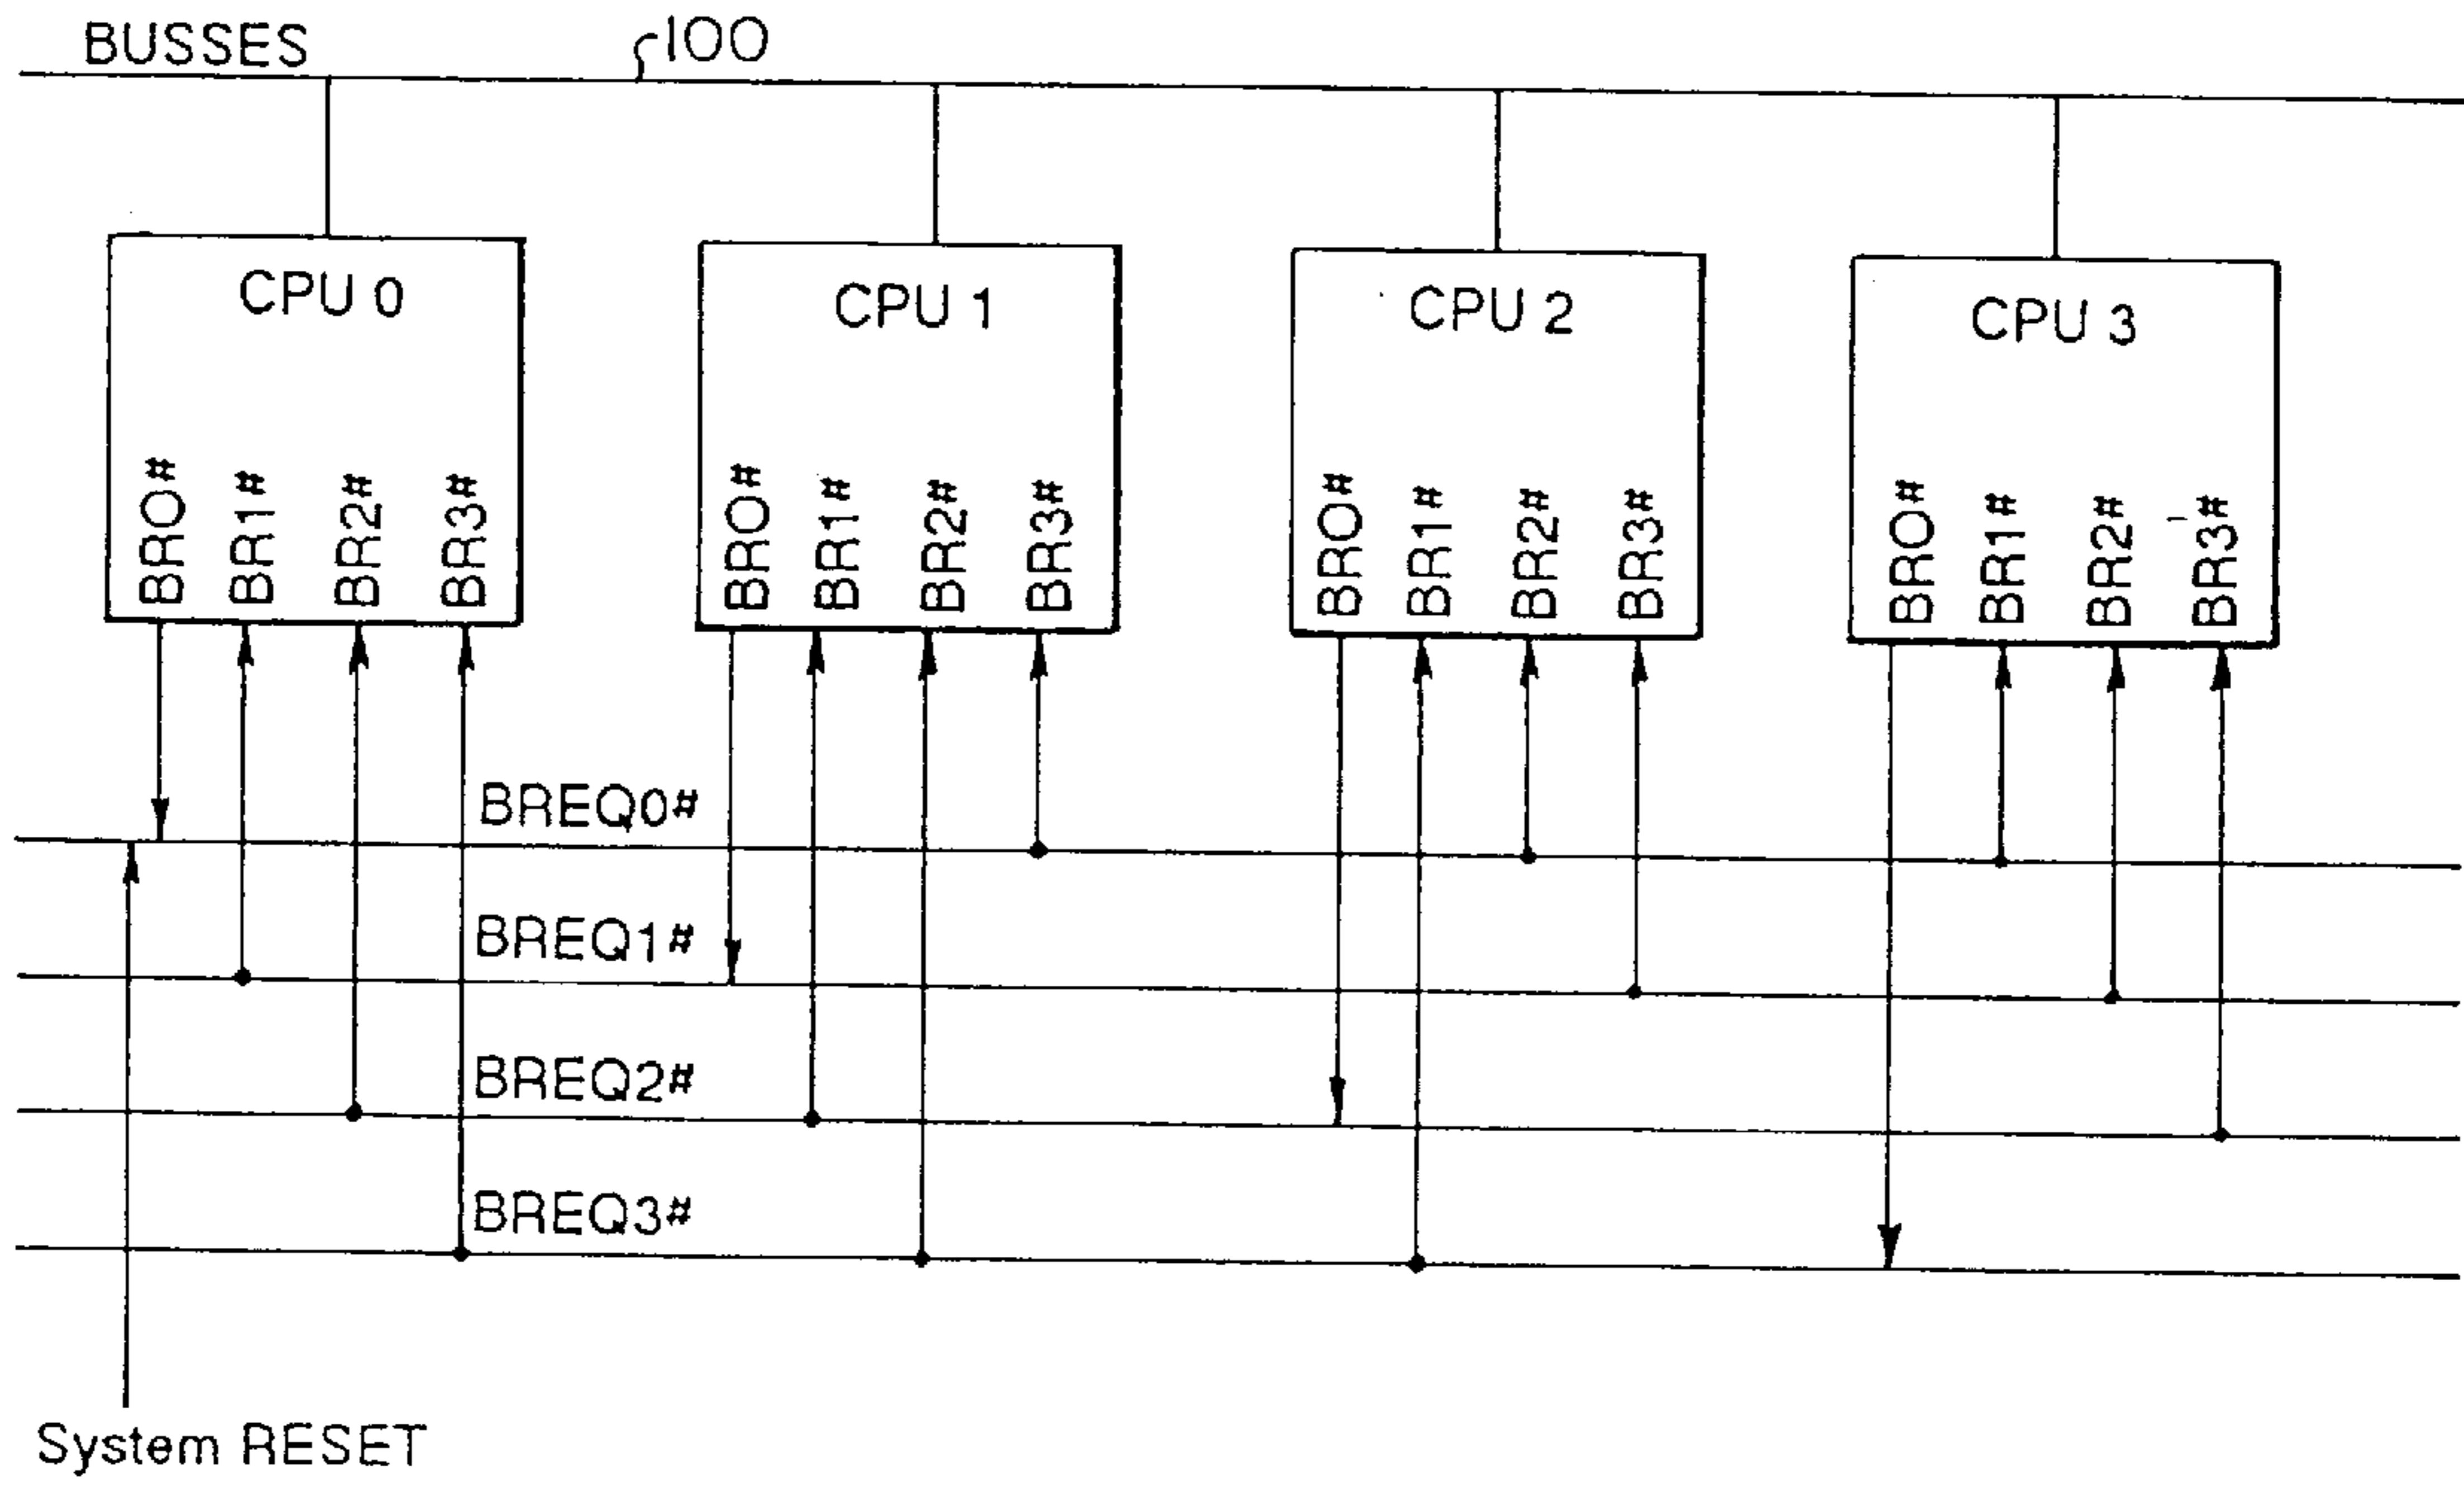 BUSSES
100
CPU 0
CPU 1
CPU 2
CPU 3
BRO#
BR1#
BR2#
BR3#
BRO#
BR1#
BR2#
BR3#
BRO#
BR1#
BR2#
BR3#
BRO#
BR1#
BR2#
BR3#
BREQ0#
BREQ1#
BREQ2#
BREQ3#
System RESET